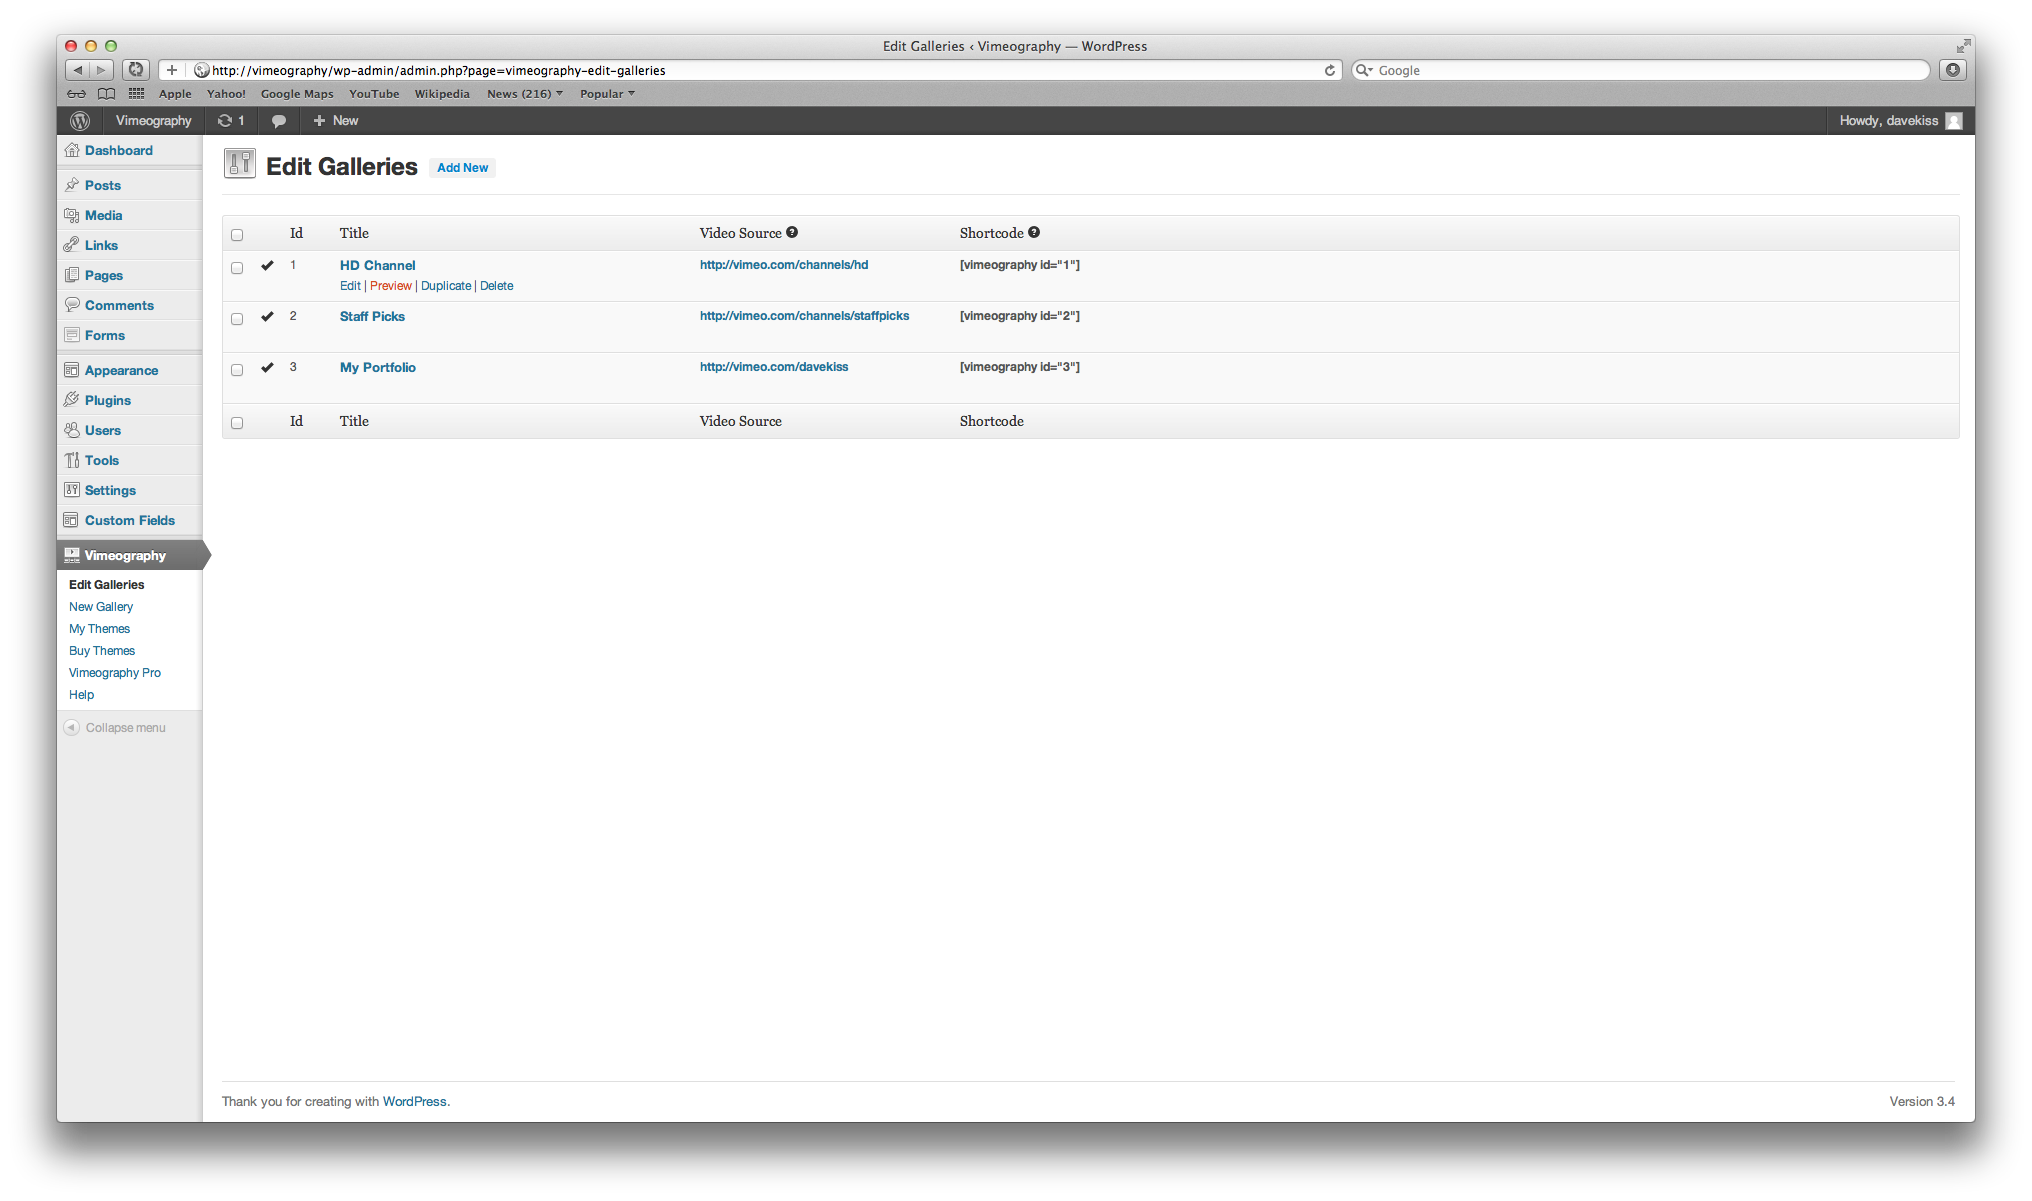 Edit Galleries ‹ Vimeography — WordPress
http://vimeography/wp-admin/admin.php?page=vimeography-edit-galleries
Google
Apple Yahoo! Google Maps YouTube Wikipedia News (216) Popular
Vimeography 1 New Howdy, davekiss
Dashboard
Posts
Media
Links
Pages
Comments
Forms
Appearance
Plugins
Users
Tools
Settings
Custom Fields
Vimeography
Edit Galleries
New Gallery
My Themes
Buy Themes
Vimeography Pro
Help
Collapse menu
Edit Galleries Add New
Id Title Video Source ? Shortcode ?
1 HD Channel http://vimeo.com/channels/hd [vimeography id="1"]
Edit | Preview | Duplicate | Delete
2 Staff Picks http://vimeo.com/channels/staffpicks [vimeography id="2"]
3 My Portfolio http://vimeo.com/davekiss [vimeography id="3"]
Id Title Video Source Shortcode
Thank you for creating with WordPress. Version 3.4